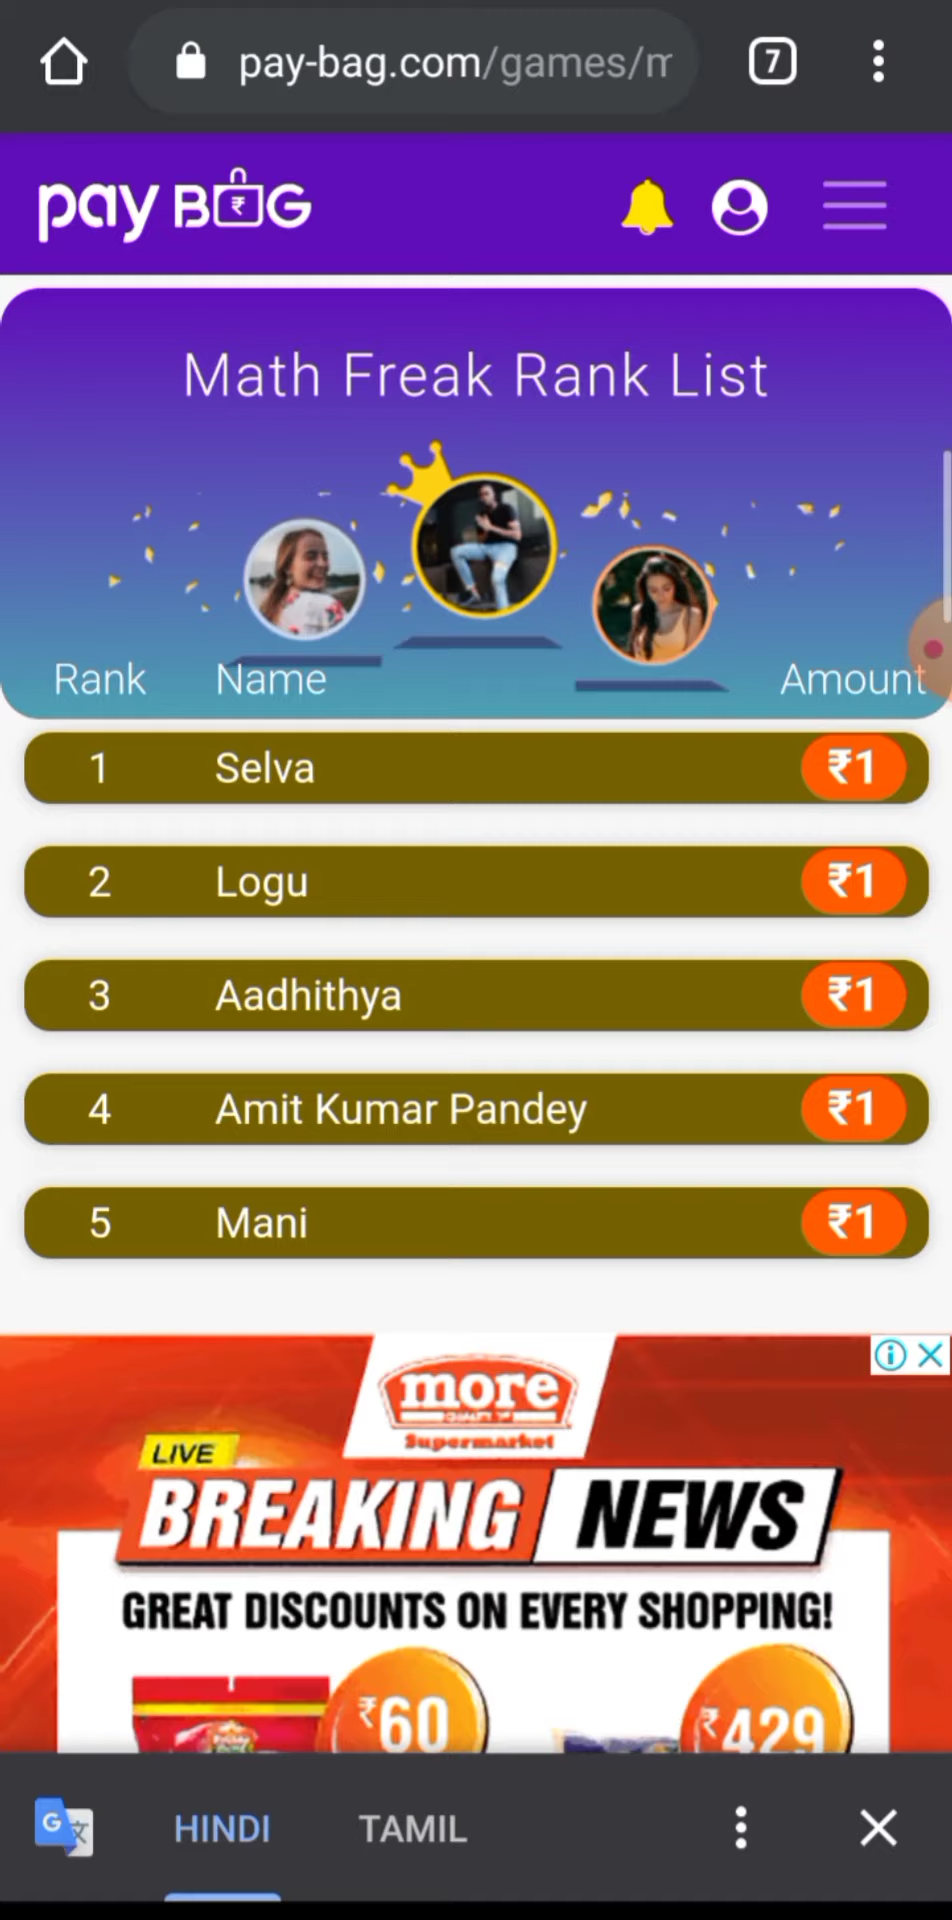 pay-bag.com/games/m
7
pay BAG
Math Freak Rank List
Rank Name Amount
1 Selva ₹1
2 Logu ₹1
3 Aadhithya ₹1
4 Amit Kumar Pandey ₹1
5 Mani ₹1
more
Supermarket
LIVE
BREAKING NEWS
GREAT DISCOUNTS ON EVERY SHOPPING!
₹60 ₹429
HINDI TAMIL